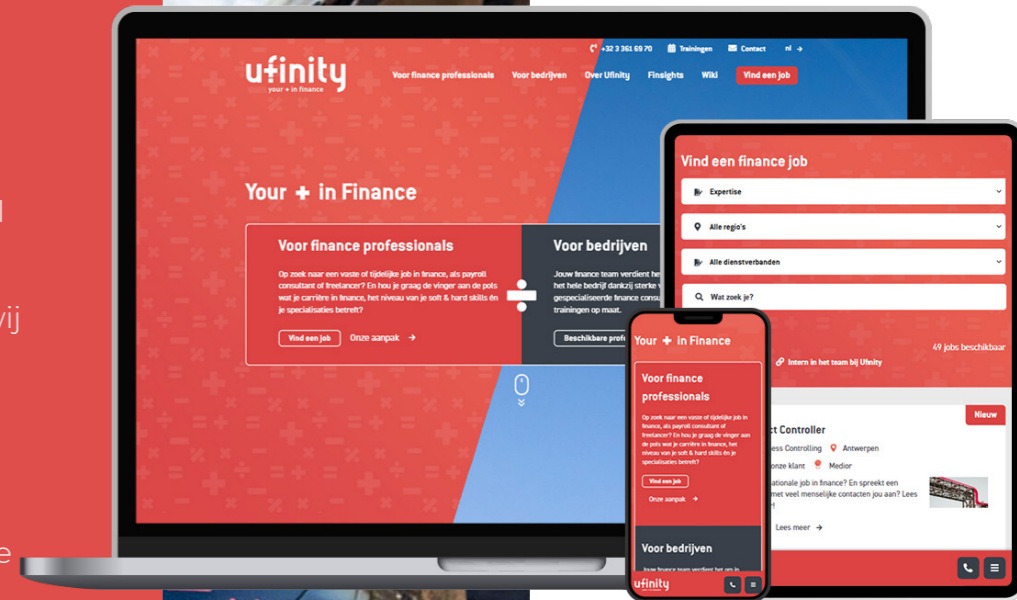 +32 3 361 69 70 Trainingen Contact nl
ufinity
your + in finance
Voor finance professionals Voor bedrijven Over Ufinity Finsights Wiki Vind een job
Your + in Finance
Voor finance professionals
Op zoek naar een vaste of tijdelijke job in finance, als payroll
consultant of freelancer? En hou je graag de vinger aan de pols
wat je carrière in finance, het niveau van je soft & hard skills én
je specialisaties betreft?
Vind een job Onze aanpak
Voor bedrijven
Jouw finance team verdient he
het hele bedrijf dankzij sterke
gespecialiseerde finance consu
trainingen op maat.
Beschikbare prof
Vind een finance job
Expertise
Alle regio's
Alle dienstverbanden
Wat zoek je?
49 jobs beschikbaar
Intern in het team bij Ufinity
Nieuw
ct Controller
ess Controlling Antwerpen
onze klant Medior
ationale job in finance? En spreekt een
met veel menselijke contacten jou aan? Lees
Lees meer
Your + in Finance
Voor finance
professionals
Op zoek naar een vaste of tijdelijke job in
finance, als payroll consultant of
freelancer? En hou je graag de vinger aan
de pols wat je carrière in finance, het
niveau van je soft & hard skills én je
specialisaties betreft?
Vind een job
Onze aanpak
Voor bedrijven
Jouw finance team verdient het om in
ufinity
your + in finance